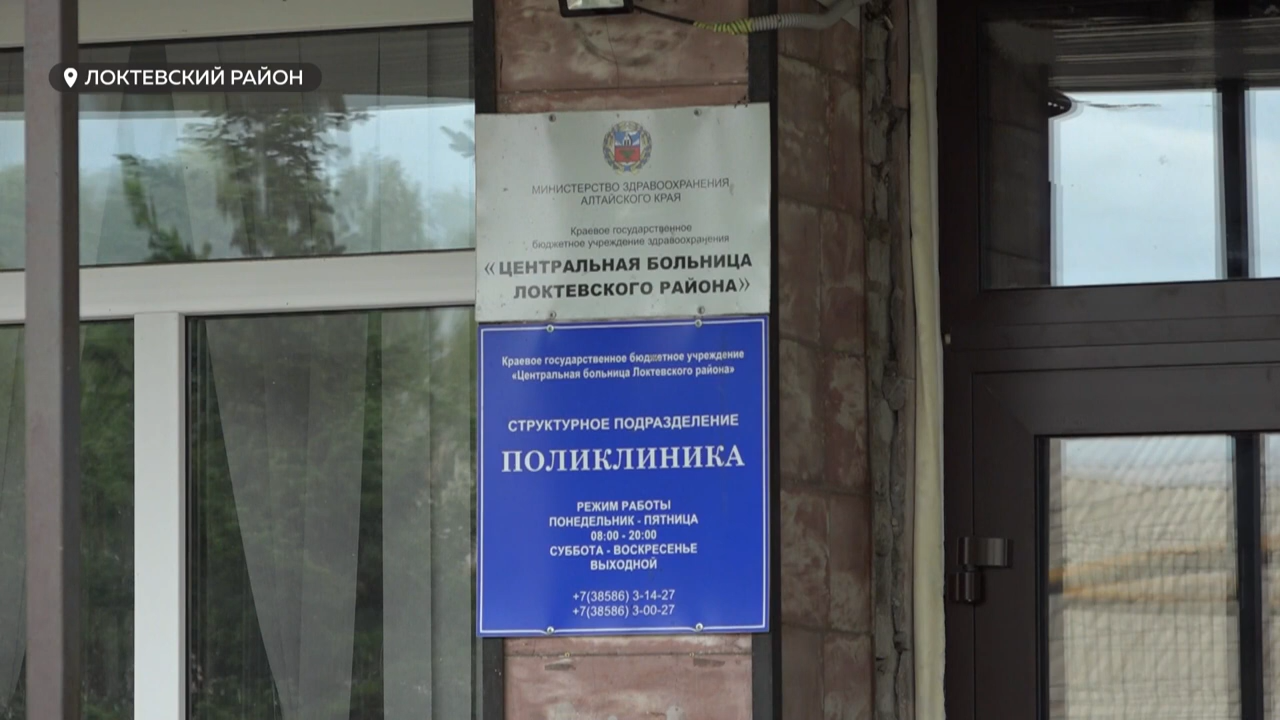 ЛОКТЕВСКИЙ РАЙОН
МИНИСТЕРСТВО ЗДРАВООХРАНЕНИЯ
АЛТАЙСКОГО КРАЯ
Краевое государственное
бюджетное учреждение здравоохранения
«ЦЕНТРАЛЬНАЯ БОЛЬНИЦА
ЛОКТЕВСКОГО РАЙОНА»
Краевое государственное бюджетное учреждение
«Центральная больница Локтевского района»
СТРУКТУРНОЕ ПОДРАЗДЕЛЕНИЕ
ПОЛИКЛИНИКА
РЕЖИМ РАБОТЫ
ПОНЕДЕЛЬНИК - ПЯТНИЦА
08:00 - 20:00
СУББОТА - ВОСКРЕСЕНЬЕ
ВЫХОДНОЙ
+7(38586) 3-14-27
+7(38586) 3-00-27